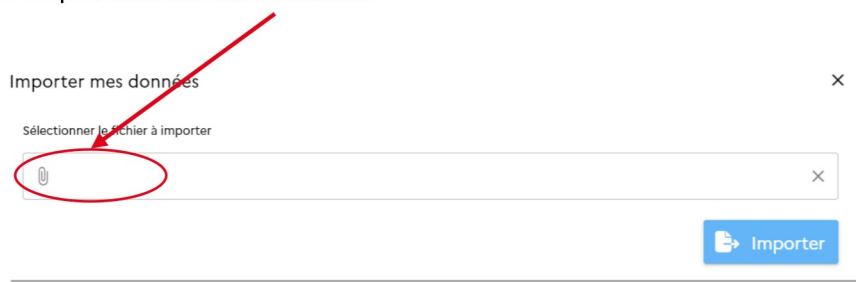 Importer mes données
Sélectionner le fichier à importer
Importer